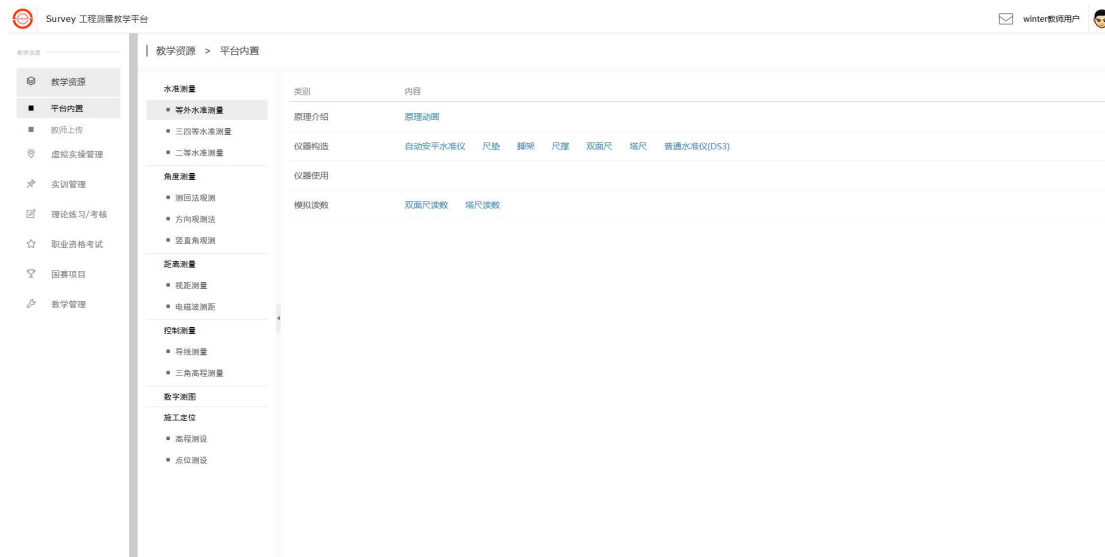 Survey 工程测量教学平台
winter教师用户
教学资源
教学资源
平台内置
教师上传
虚拟实操管理
实训管理
理论练习/考核
职业资格考试
国赛项目
教学管理
教学资源 > 平台内置
水准测量
等外水准测量
三四等水准测量
二等水准测量
角度测量
测回法观测
方向观测法
竖直角观测
距离测量
视距测量
电磁波测距
控制测量
导线测量
三角高程测量
数字测图
施工定位
高程测设
点位测设
类别 内容
原理介绍 原理动画
仪器构造 自动安平水准仪 尺垫 脚架 尺撑 双面尺 塔尺 普通水准仪(DS3)
仪器使用
模拟读数 双面尺读数 塔尺读数